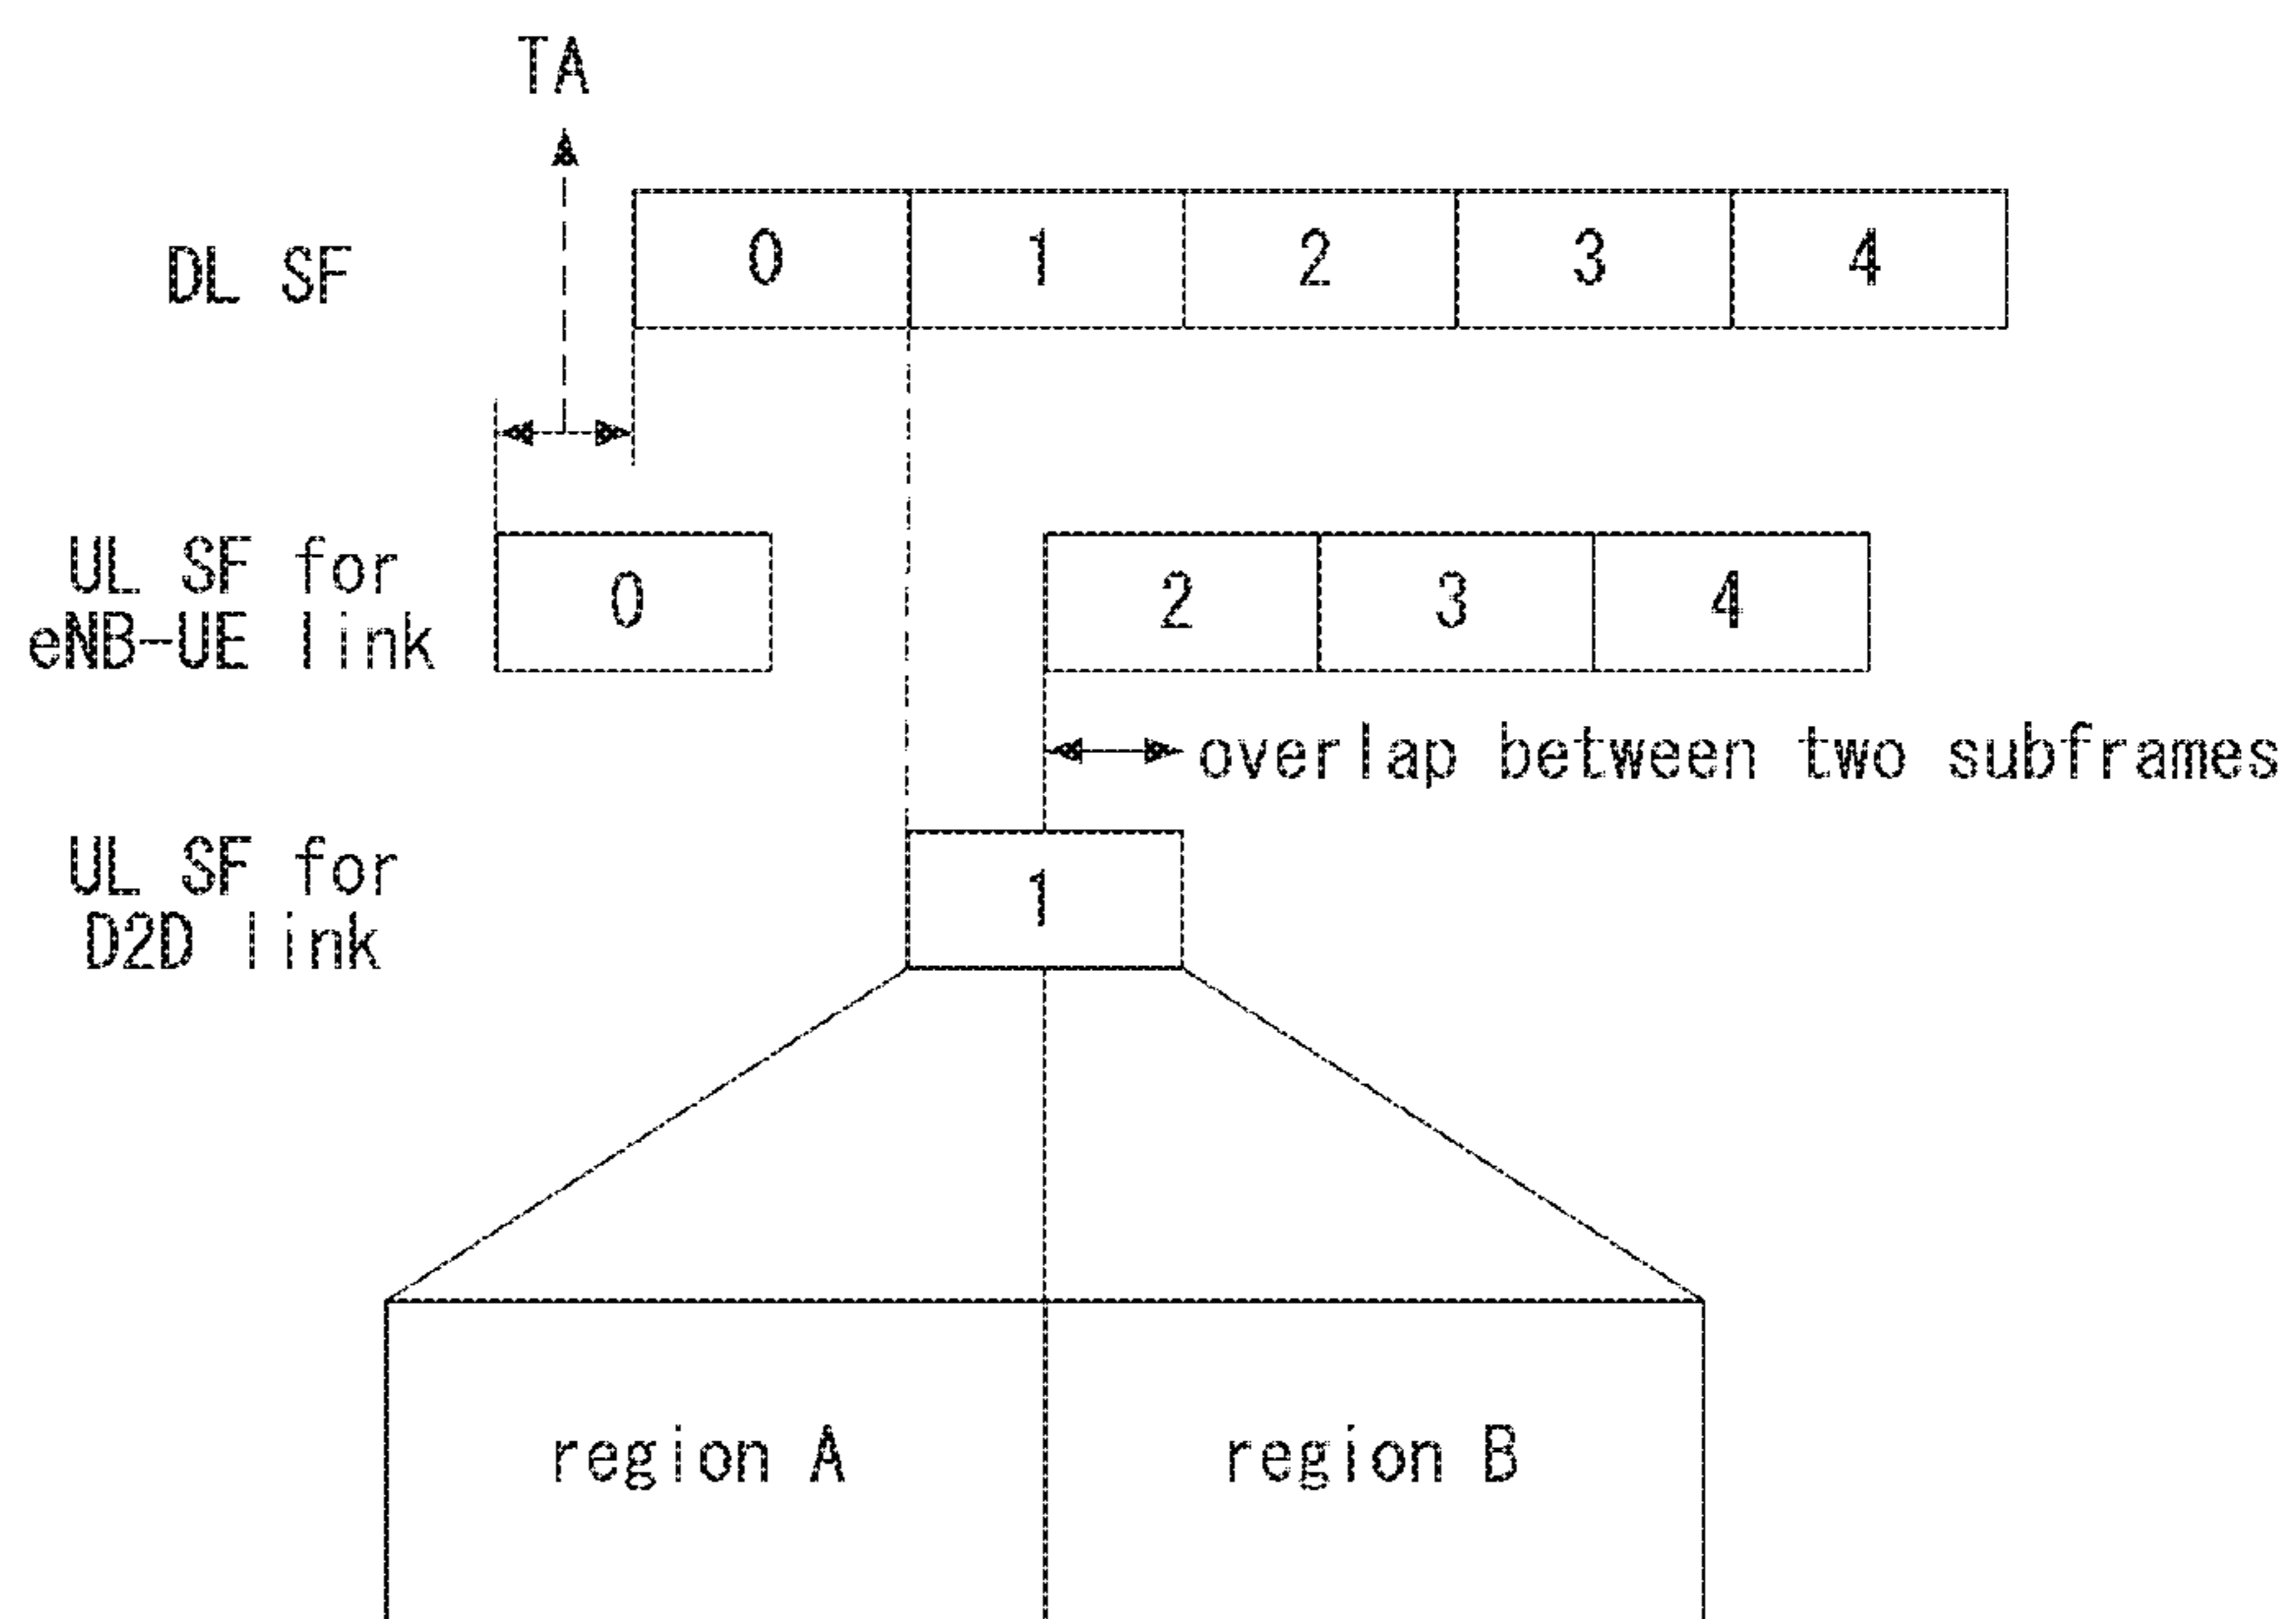 TA
DL SF
0 1 2 3 4
UL SF for
eNB-UE link
0 2 3 4
overlap between two subframes
UL SF for
D2D link
1
region A region B